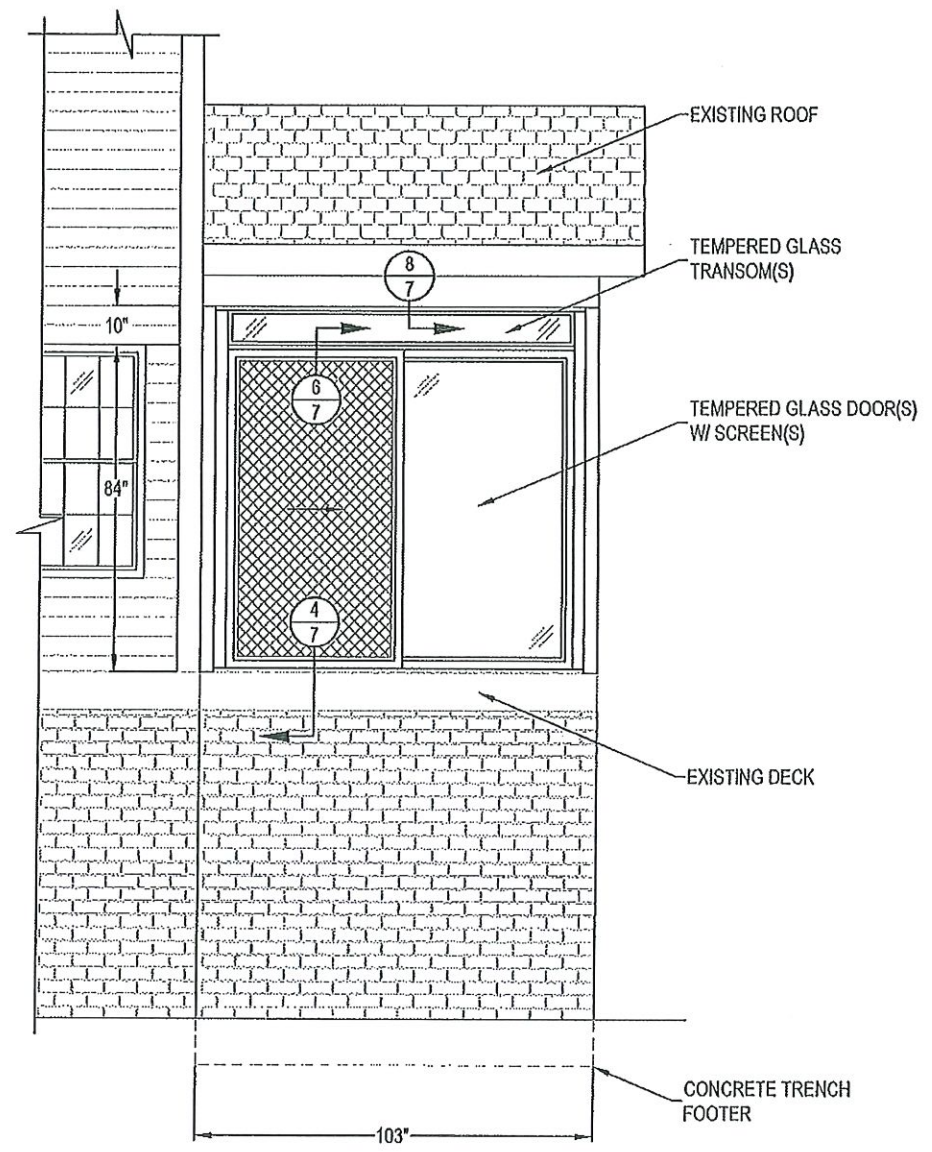 EXISTING ROOF
TEMPERED GLASS
TRANSOM(S)
8
7
10"
6
7
TEMPERED GLASS DOOR(S)
W/ SCREEN(S)
84"
4
7
EXISTING DECK
CONCRETE TRENCH
FOOTER
103"